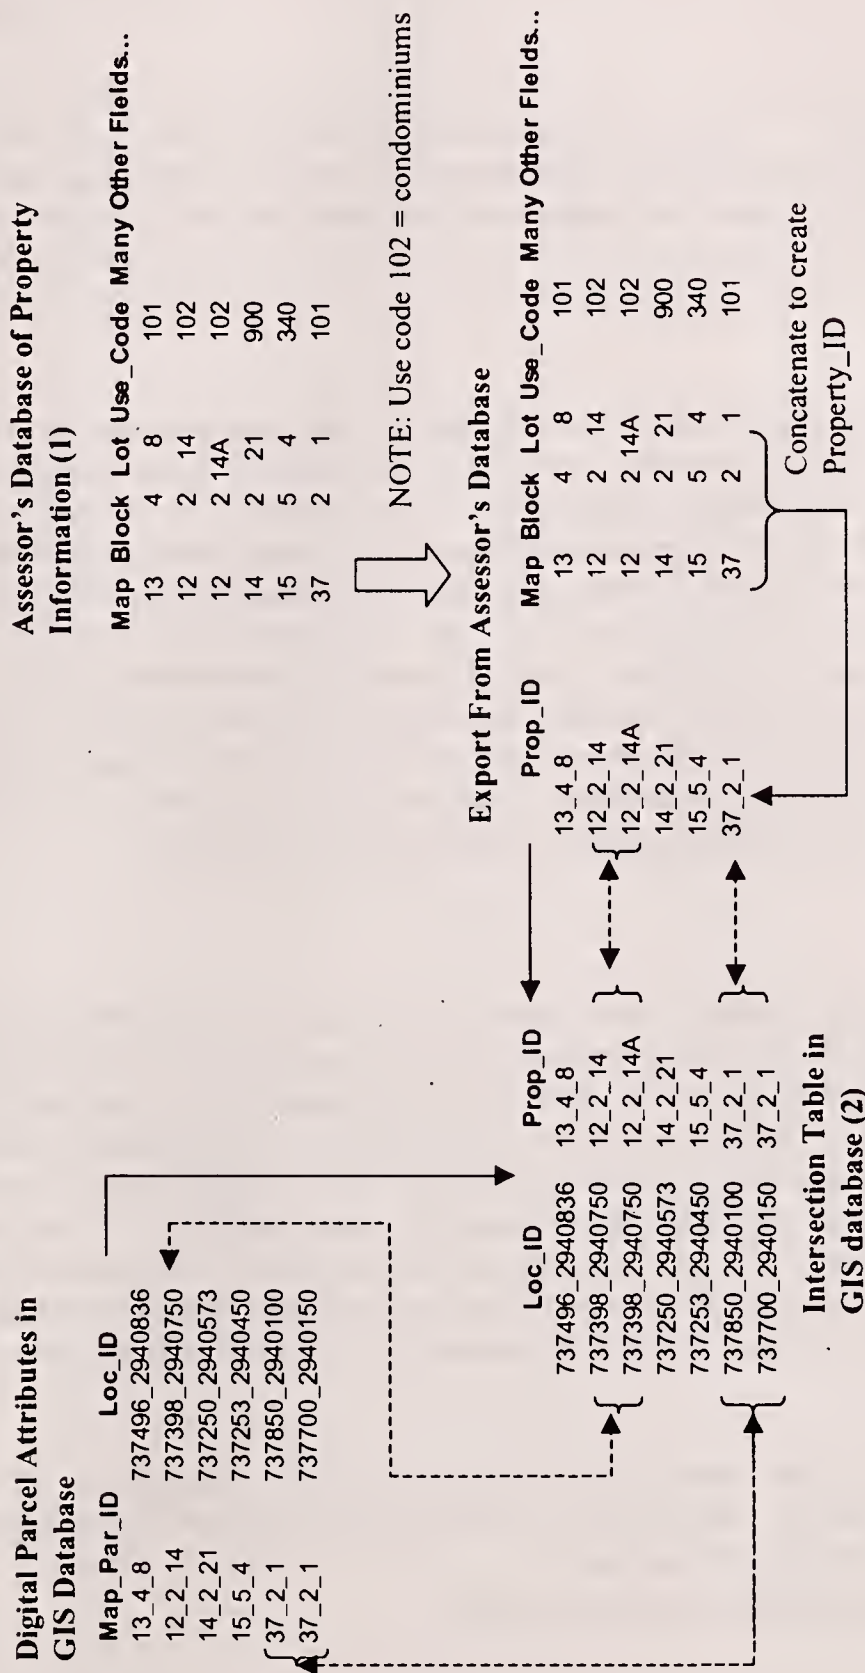 Assessor's Database of Property
Information (1)
Map Block Lot Use_Code Many Other Fields...
13 4 8 101
12 2 14 102
12 2 14A 102
14 2 21 900
15 5 4 340
37 2 1 101
NOTE: Use code 102 = condominiums
Export From Assessor's Database
Prop_ID Map Block Lot Use_Code Many Other Fields...
13_4_8 13 4 8 101
12_2_14 12 2 14 102
12_2_14A 12 2 14A 102
14_2_21 14 2 21 900
15_5_4 15 5 4 340
37_2_1 37 2 1 101
Concatenate to create
Property_ID
Digital Parcel Attributes in
GIS Database
Map_Par_ID Loc_ID
13_4_8 737496_2940836
12_2_14 737398_2940750
14_2_21 737250_2940573
15_5_4 737253_2940450
37_2_1 737850_2940100
37_2_1 737700_2940150
Loc_ID Prop_ID
737496_2940836 13_4_8
737398_2940750 12_2_14
737398_2940750 12_2_14A
737250_2940573 14_2_21
737253_2940450 15_5_4
737850_2940100 37_2_1
737700_2940150 37_2_1
Intersection Table in
GIS database (2)